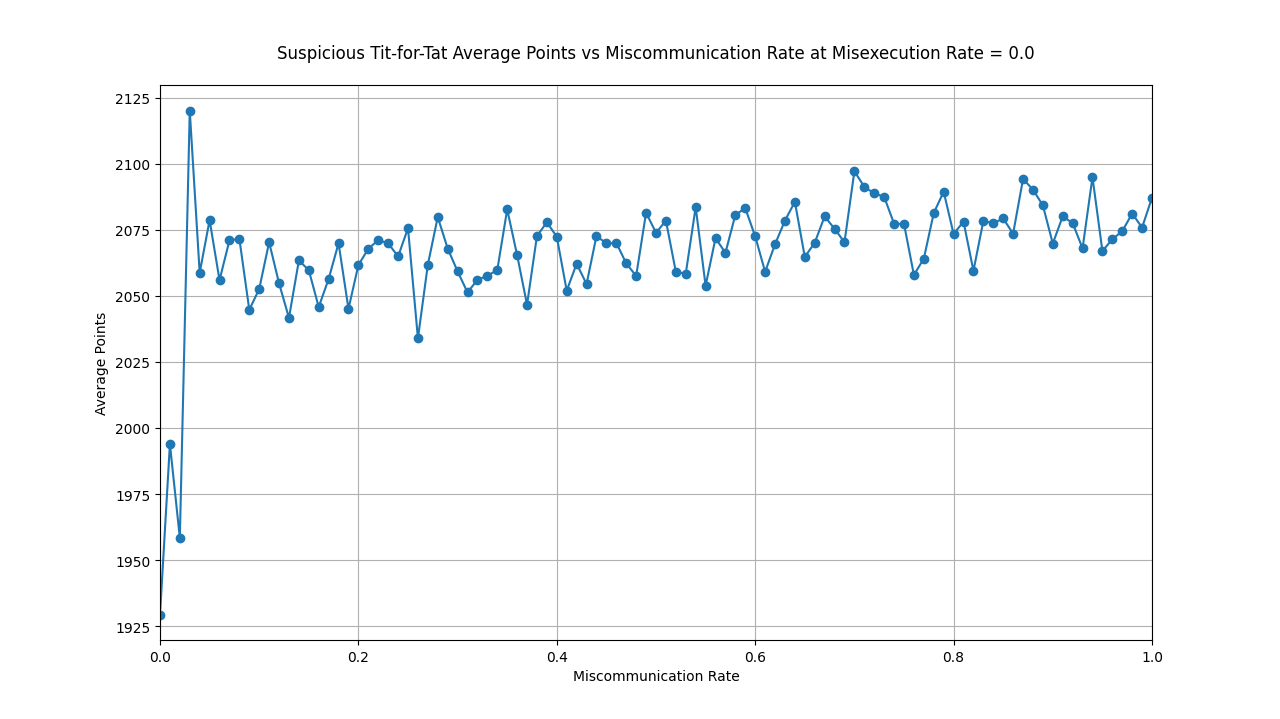 Suspicious Tit-for-Tat Average Points vs Miscommunication Rate at Misexecution Rate = 0.0
2125
2100
2075
2050
2025
2000
1975
1950
1925
Average Points
0.0 0.2 0.4 0.6 0.8 1.0
Miscommunication Rate